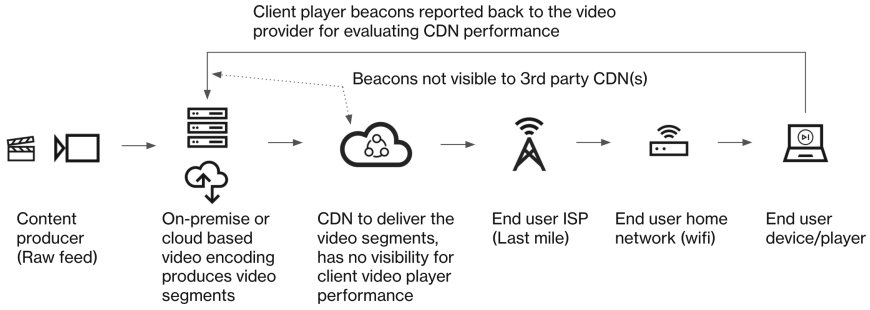 Client player beacons reported back to the video
provider for evaluating CDN performance
Beacons not visible to 3rd party CDN(s)
Content
producer
(Raw feed)
On-premise or
cloud based
video encoding
produces video
segments
CDN to deliver the
video segments,
has no visibility for
client video player
performance
End user ISP
(Last mile)
End user home
network (wifi)
End user
device/player